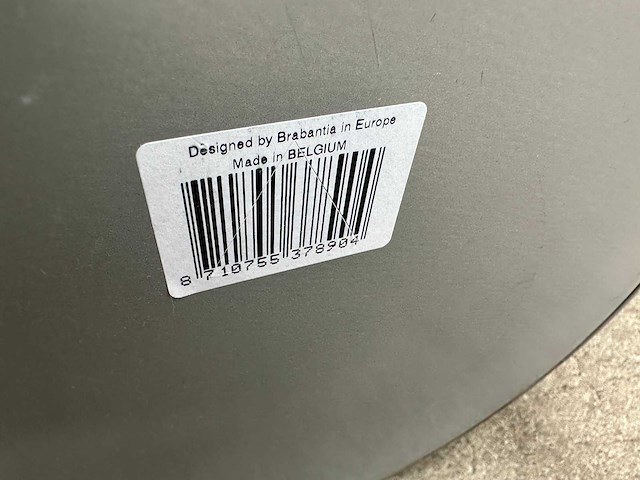 Designed by Brabantia in Europe
Made in BELGIUM
8 710755 378904